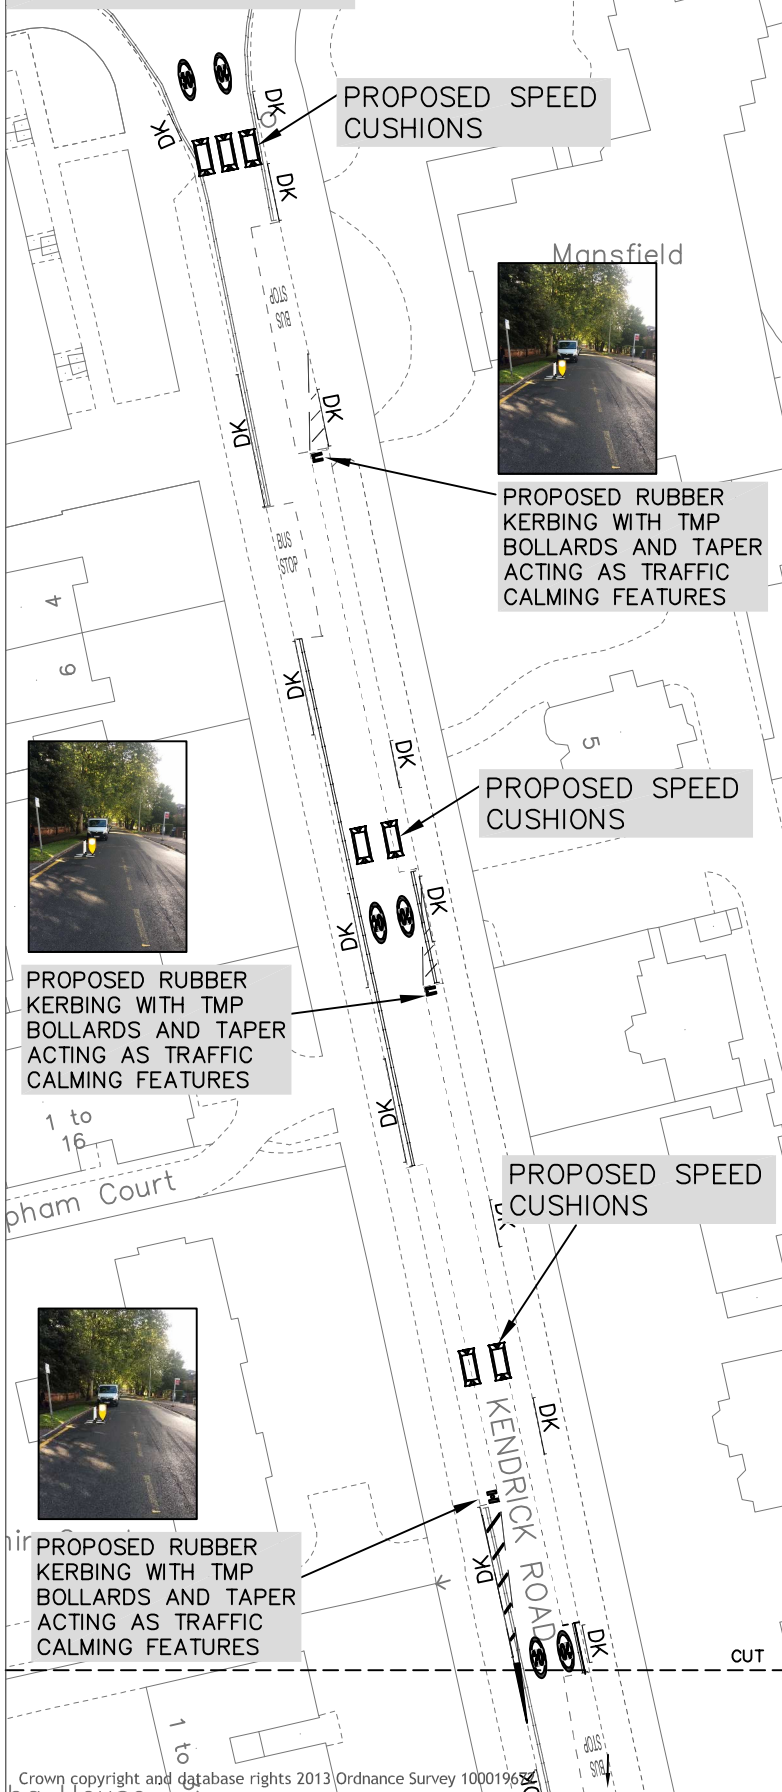 DK
DK
PROPOSED SPEED
CUSHIONS
DK
Mansfield
BUS
STOP
DK
DK
PROPOSED RUBBER
KERBING WITH TMP
BOLLARDS AND TAPER
ACTING AS TRAFFIC
CALMING FEATURES
BUS
STOP
4
6
DK
5
DK
PROPOSED SPEED
CUSHIONS
DK
20
DK
PROPOSED RUBBER
KERBING WITH TMP
BOLLARDS AND TAPER
ACTING AS TRAFFIC
CALMING FEATURES
DK
1 to
16
pham Court
PROPOSED SPEED
CUSHIONS
DK
DK
KENDRICK ROAD
PROPOSED RUBBER
KERBING WITH TMP
BOLLARDS AND TAPER
ACTING AS TRAFFIC
CALMING FEATURES
DK
DK
20
CUT
1 to
BUS
STOP
DK
Crown copyright and database rights 2013 Ordnance Survey